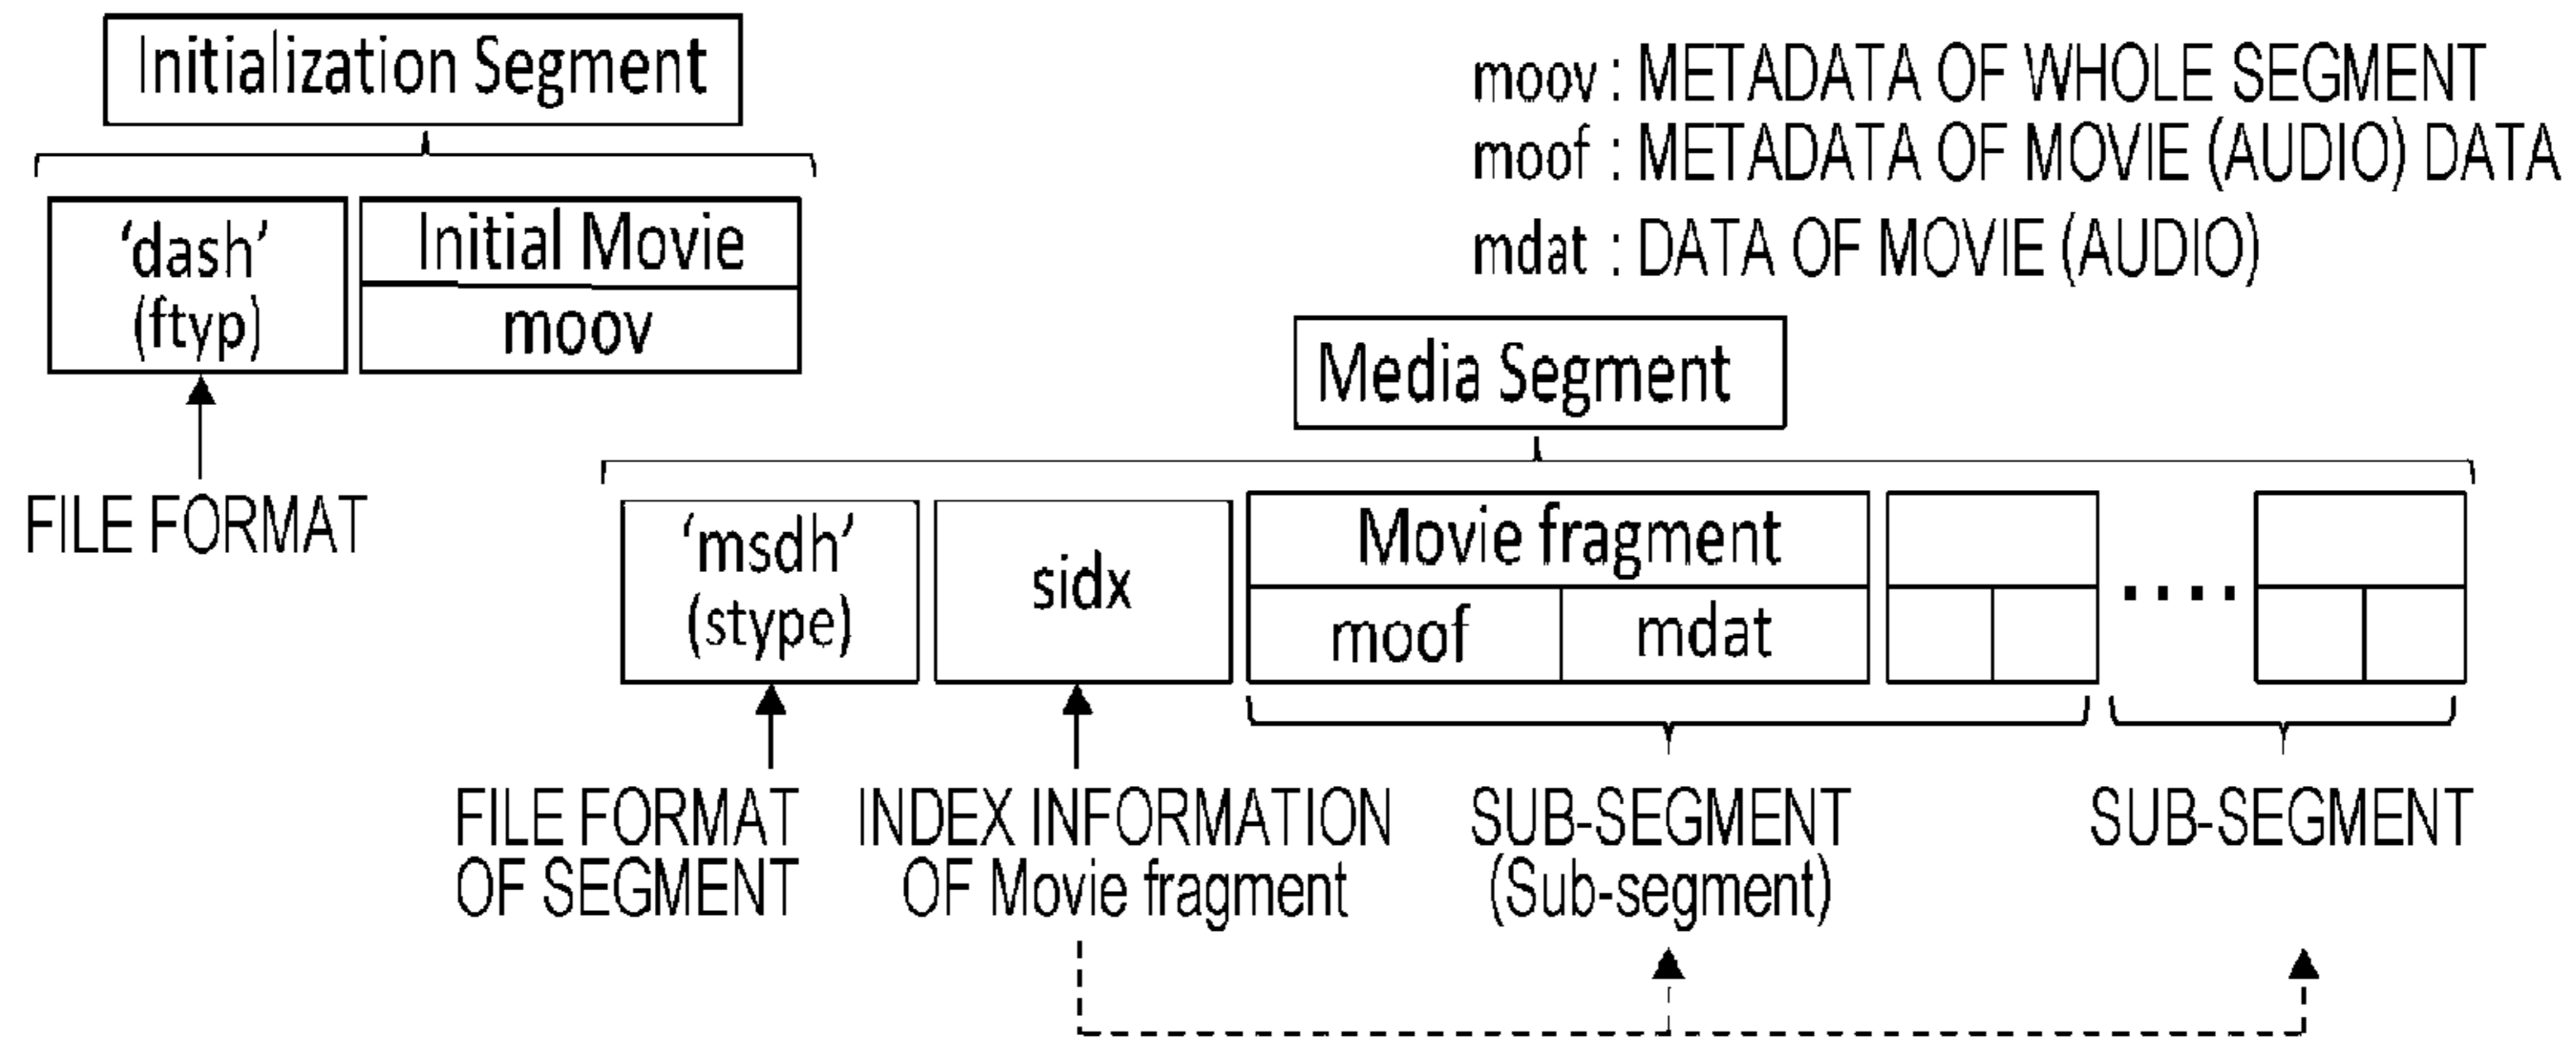 Initialization Segment
‘dash’
(ftyp)
Initial Movie
moov
FILE FORMAT
moov : METADATA OF WHOLE SEGMENT
moof : METADATA OF MOVIE (AUDIO) DATA
mdat : DATA OF MOVIE (AUDIO)
Media Segment
‘msdh’
(stype)
sidx
Movie fragment
moof
mdat
....
FILE FORMAT
OF SEGMENT
INDEX INFORMATION
OF Movie fragment
SUB-SEGMENT
(Sub-segment)
SUB-SEGMENT